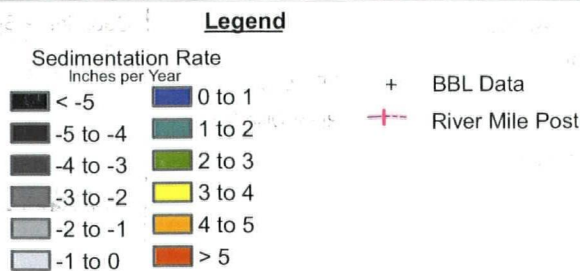 Legend
Sedimentation Rate
Inches per Year
< -5
-5 to -4
-4 to -3
-3 to -2
-2 to -1
-1 to 0
0 to 1
1 to 2
2 to 3
3 to 4
4 to 5
> 5
+ BBL Data
River Mile Post